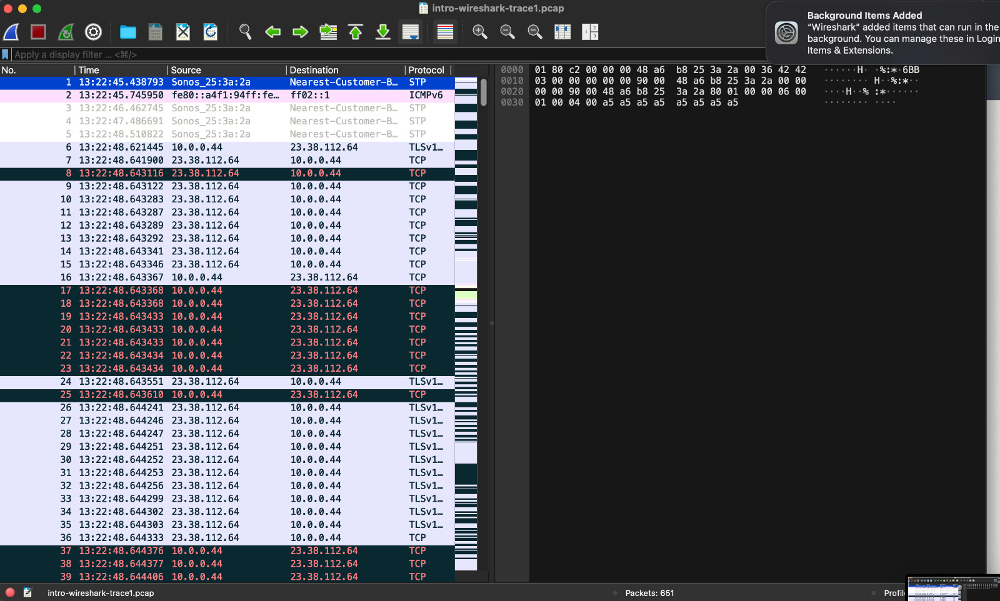 intro-wireshark-trace1.pcap
Background Items Added
“Wireshark” added items that can run in the
background. You can manage these in Login
Items & Extensions.
Apply a display filter ... <⌘/>
No. Time Source Destination Protocol
1 13:22:45.438793 Sonos_25:3a:2a Nearest-Customer-B… STP
2 13:22:45.745950 fe80::a4f1:94ff:fe… ff02::1 ICMPv6
3 13:22:46.462745 Sonos_25:3a:2a Nearest-Customer-B… STP
4 13:22:47.486691 Sonos_25:3a:2a Nearest-Customer-B… STP
5 13:22:48.510822 Sonos_25:3a:2a Nearest-Customer-B… STP
6 13:22:48.621445 10.0.0.44 23.38.112.64 TLSv1…
7 13:22:48.641900 23.38.112.64 10.0.0.44 TCP
8 13:22:48.643116 23.38.112.64 10.0.0.44 TCP
9 13:22:48.643122 23.38.112.64 10.0.0.44 TCP
10 13:22:48.643283 23.38.112.64 10.0.0.44 TCP
11 13:22:48.643287 23.38.112.64 10.0.0.44 TCP
12 13:22:48.643289 23.38.112.64 10.0.0.44 TCP
13 13:22:48.643292 23.38.112.64 10.0.0.44 TCP
14 13:22:48.643341 23.38.112.64 10.0.0.44 TCP
15 13:22:48.643346 23.38.112.64 10.0.0.44 TCP
16 13:22:48.643367 10.0.0.44 23.38.112.64 TCP
17 13:22:48.643368 10.0.0.44 23.38.112.64 TCP
18 13:22:48.643368 10.0.0.44 23.38.112.64 TCP
19 13:22:48.643433 10.0.0.44 23.38.112.64 TCP
20 13:22:48.643433 10.0.0.44 23.38.112.64 TCP
21 13:22:48.643433 10.0.0.44 23.38.112.64 TCP
22 13:22:48.643434 10.0.0.44 23.38.112.64 TCP
23 13:22:48.643434 10.0.0.44 23.38.112.64 TCP
24 13:22:48.643551 23.38.112.64 10.0.0.44 TLSv1…
25 13:22:48.643610 10.0.0.44 23.38.112.64 TCP
26 13:22:48.644241 23.38.112.64 10.0.0.44 TLSv1…
27 13:22:48.644246 23.38.112.64 10.0.0.44 TLSv1…
28 13:22:48.644247 23.38.112.64 10.0.0.44 TLSv1…
29 13:22:48.644251 23.38.112.64 10.0.0.44 TLSv1…
30 13:22:48.644252 23.38.112.64 10.0.0.44 TLSv1…
31 13:22:48.644253 23.38.112.64 10.0.0.44 TLSv1…
32 13:22:48.644256 23.38.112.64 10.0.0.44 TLSv1…
33 13:22:48.644299 23.38.112.64 10.0.0.44 TLSv1…
34 13:22:48.644302 23.38.112.64 10.0.0.44 TLSv1…
35 13:22:48.644303 23.38.112.64 10.0.0.44 TLSv1…
36 13:22:48.644333 23.38.112.64 10.0.0.44 TCP
37 13:22:48.644376 10.0.0.44 23.38.112.64 TCP
38 13:22:48.644377 10.0.0.44 23.38.112.64 TCP
39 13:22:48.644406 10.0.0.44 23.38.112.64 TCP
0000 01 80 c2 00 00 00 48 a6 b8 25 3a 2a 00 36 42 42 ······H· ·%:*·6BB
0010 03 00 00 00 00 00 90 00 48 a6 b8 25 3a 2a 00 00 ········ H··%:*··
0020 00 00 90 00 48 a6 b8 25 3a 2a 80 01 00 00 06 00 ····H··% :*······
0030 01 00 04 00 a5 a5 a5 a5 a5 a5 a5 a5 ········ ····
intro-wireshark-trace1.pcap
Packets: 651